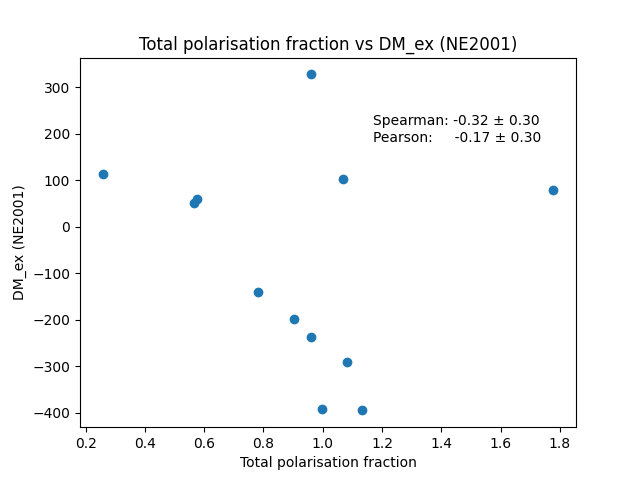 Total polarisation fraction vs DM_ex (NE2001)
300
200
100
0
−100
−200
−300
−400
DM_ex (NE2001)
Spearman: -0.32 ± 0.30
Pearson: -0.17 ± 0.30
0.2 0.4 0.6 0.8 1.0 1.2 1.4 1.6 1.8
Total polarisation fraction